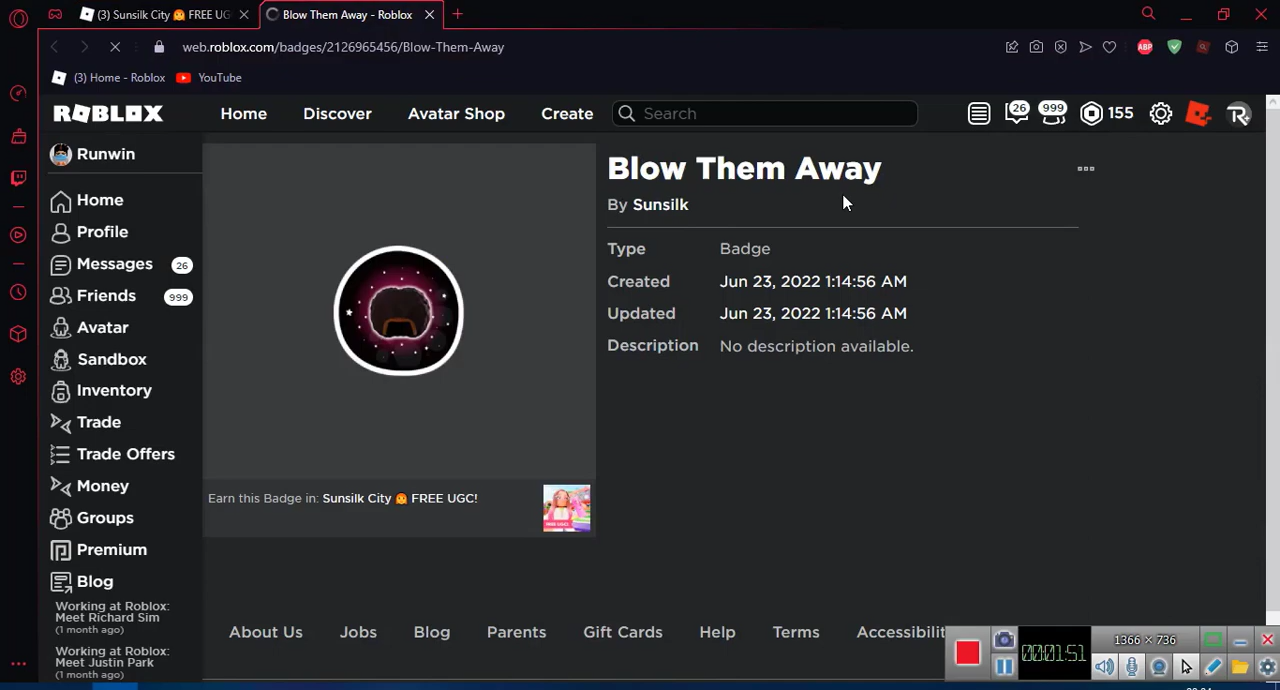 (3) Sunsilk City 👩‍🦰 FREE UG
Blow Them Away - Roblox
web.roblox.com/badges/2126965456/Blow-Them-Away
ABP
(3) Home - Roblox
YouTube
ROBLOX
Home
Discover
Avatar Shop
Create
Search
26
999
155
Runwin
Home
Profile
Messages
26
Friends
999
Avatar
Sandbox
Inventory
Trade
Trade Offers
Money
Groups
Premium
Blog
Working at Roblox:
Meet Richard Sim
(1 month ago)
Working at Roblox:
Meet Justin Park
(1 month ago)
Blow Them Away
By Sunsilk
Type Badge
Created Jun 23, 2022 1:14:56 AM
Updated Jun 23, 2022 1:14:56 AM
Description No description available.
Earn this Badge in: Sunsilk City 👩‍🦰 FREE UGC!
FREE UGC!
About Us
Jobs
Blog
Parents
Gift Cards
Help
Terms
Accessibilit
000:01:51
1366 × 736